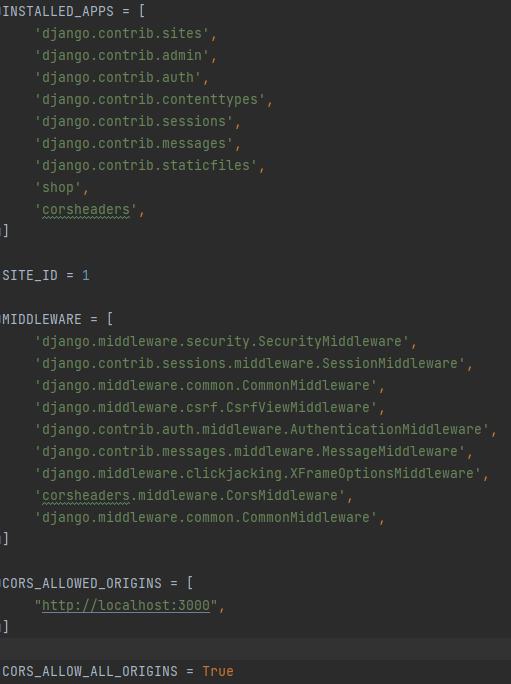 INSTALLED_APPS = [
'django.contrib.sites',
'django.contrib.admin',
'django.contrib.auth',
'django.contrib.contenttypes',
'django.contrib.sessions',
'django.contrib.messages',
'django.contrib.staticfiles',
'shop',
'corsheaders',
]
SITE_ID = 1
MIDDLEWARE = [
'django.middleware.security.SecurityMiddleware',
'django.contrib.sessions.middleware.SessionMiddleware',
'django.middleware.common.CommonMiddleware',
'django.middleware.csrf.CsrfViewMiddleware',
'django.contrib.auth.middleware.AuthenticationMiddleware',
'django.contrib.messages.middleware.MessageMiddleware',
'django.middleware.clickjacking.XFrameOptionsMiddleware',
'corsheaders.middleware.CorsMiddleware',
'django.middleware.common.CommonMiddleware',
]
CORS_ALLOWED_ORIGINS = [
"http://localhost:3000",
]
CORS_ALLOW_ALL_ORIGINS = True